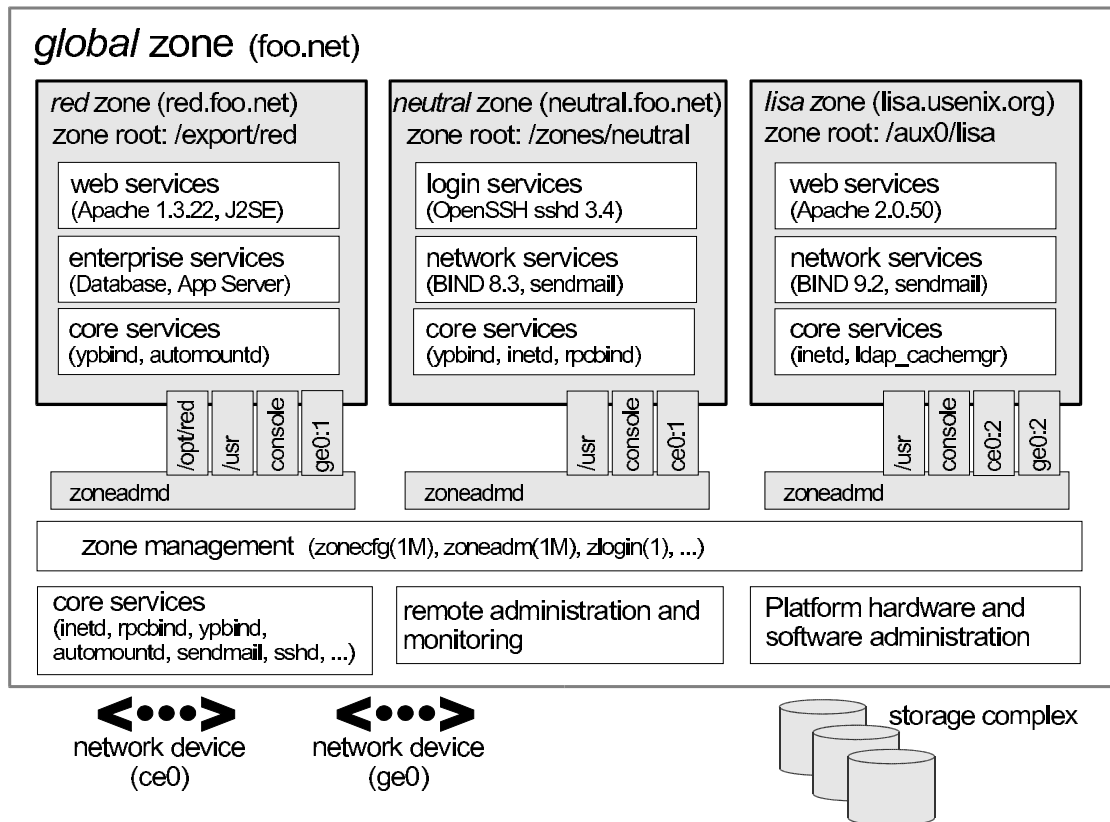 global zone (foo.net)
red zone (red.foo.net)
zone root: /export/red
web services
(Apache 1.3.22, J2SE)
enterprise services
(Database, App Server)
core services
(ypbind, automountd)
/opt/red
/usr
console
ge0:1
zoneadmd
neutral zone (neutral.foo.net)
zone root: /zones/neutral
login services
(OpenSSH sshd 3.4)
network services
(BIND 8.3, sendmail)
core services
(ypbind, inetd, rpcbind)
/usr
console
ce0:1
zoneadmd
lisa zone (lisa.usenix.org)
zone root: /aux0/lisa
web services
(Apache 2.0.50)
network services
(BIND 9.2, sendmail)
core services
(inetd, ldap_cachemgr)
/usr
console
ce0:2
ge0:2
zoneadmd
zone management (zonecfg(1M), zoneadm(1M), zlogin(1), ...)
core services
(inetd, rpcbind, ypbind,
automountd, sendmail, sshd, ...)
remote administration and
monitoring
Platform hardware and
software administration
network device
(ce0)
network device
(ge0)
storage complex